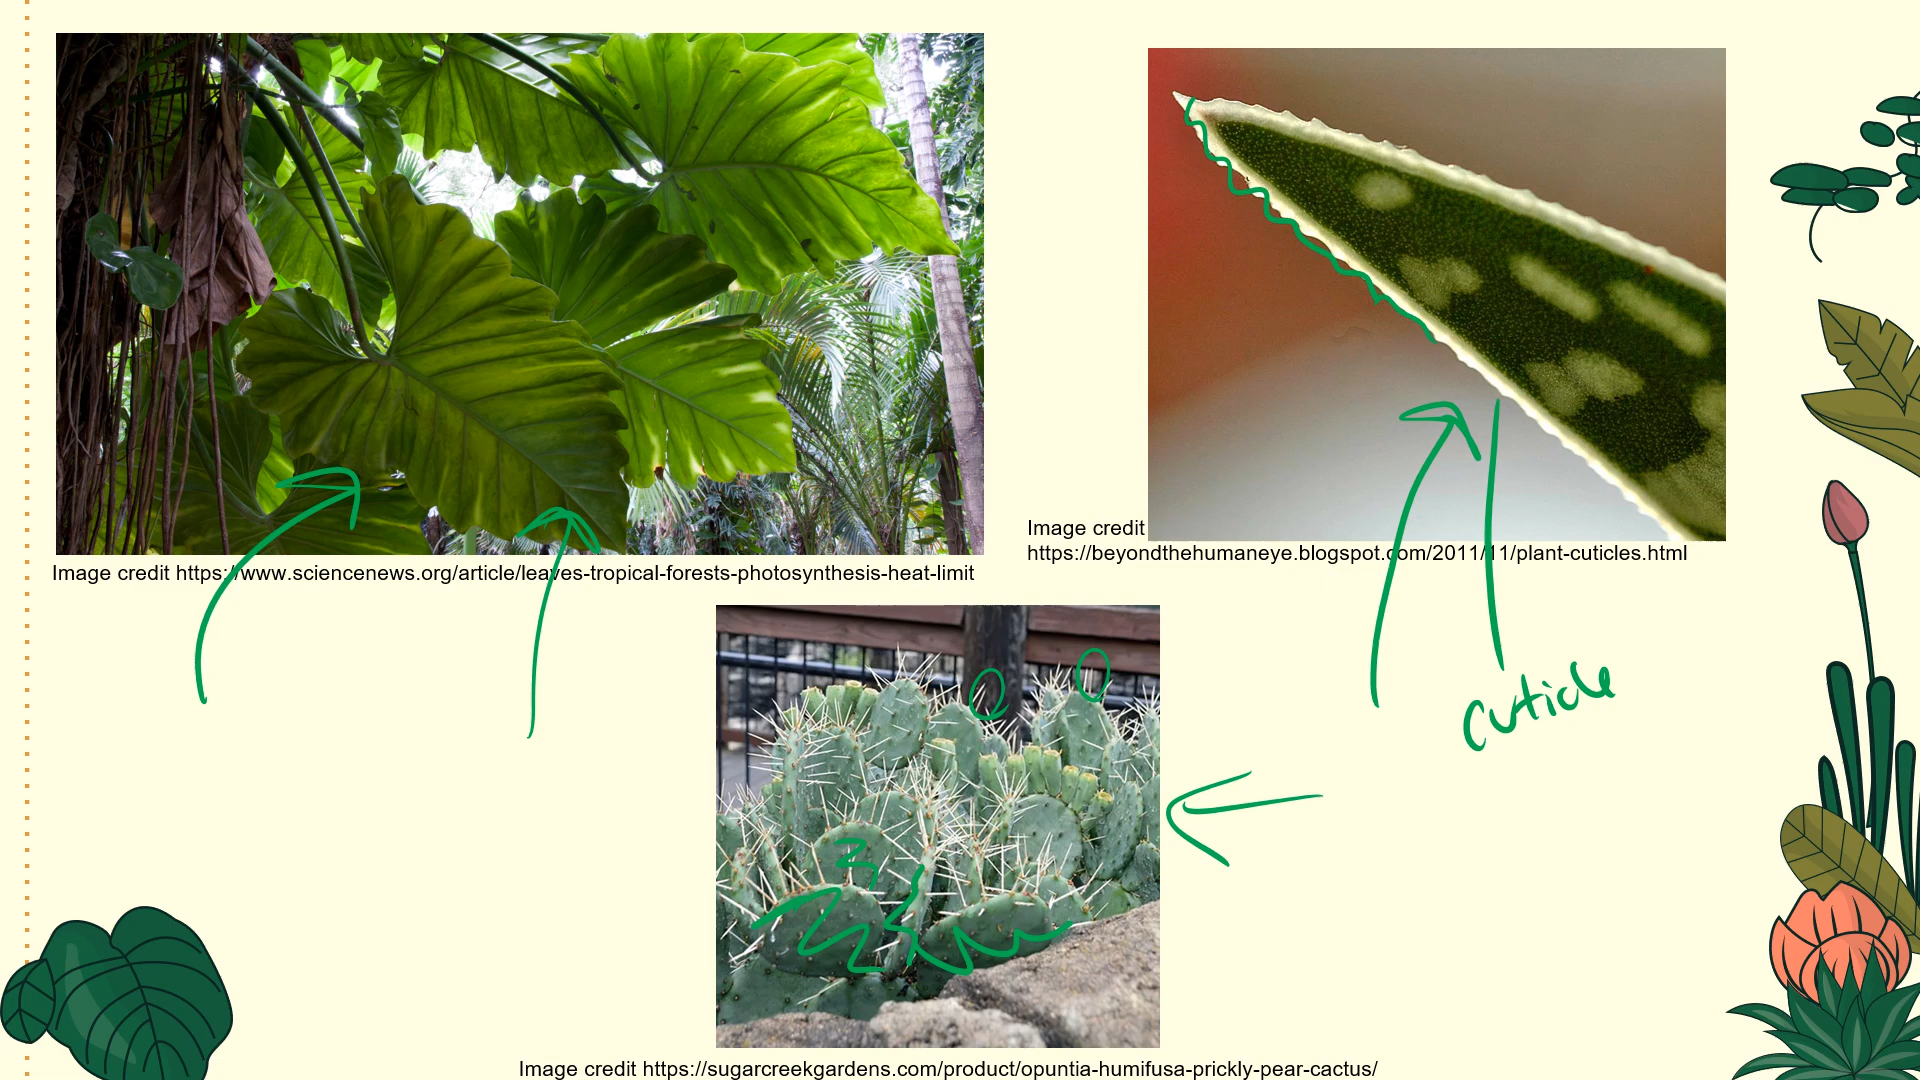 Image credit https://www.sciencenews.org/article/leaves-tropical-forests-photosynthesis-heat-limit
Image credit
https://beyondthehumaneye.blogspot.com/2011/11/plant-cuticles.html
cuticle
Image credit https://sugarcreekgardens.com/product/opuntia-humifusa-prickly-pear-cactus/